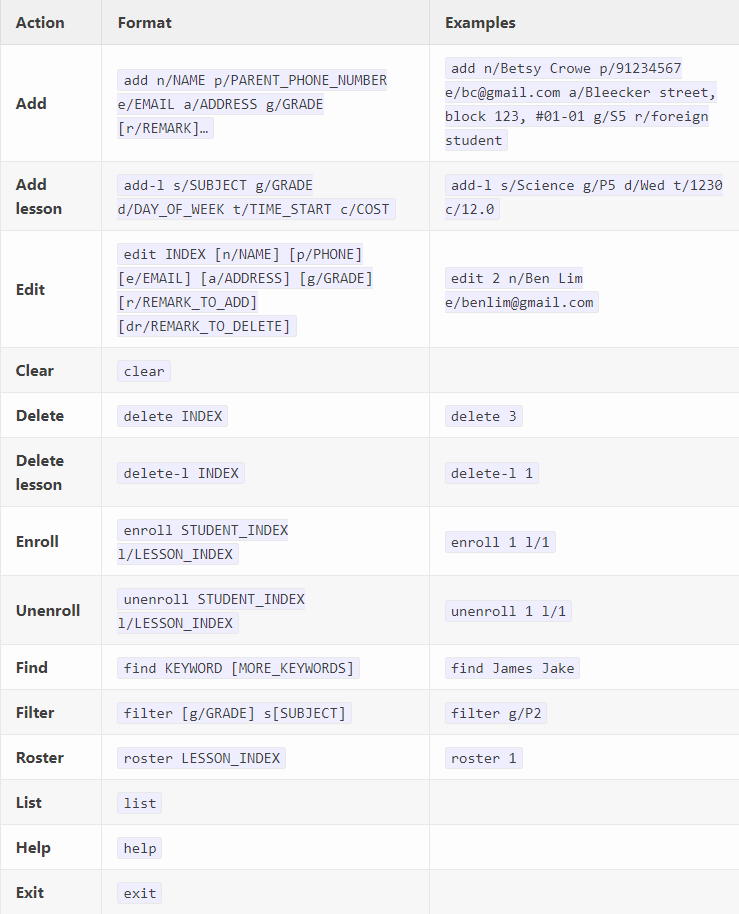 Action Format Examples
Add
add n/NAME p/PARENT_PHONE_NUMBER
e/EMAIL a/ADDRESS g/GRADE
[r/REMARK]…
add n/Betsy Crowe p/91234567
e/bc@gmail.com a/Bleecker street,
block 123, #01-01 g/S5 r/foreign
student
Add
lesson
add-l s/SUBJECT g/GRADE
d/DAY_OF_WEEK t/TIME_START c/COST
add-l s/Science g/P5 d/Wed t/1230
c/12.0
Edit
edit INDEX [n/NAME] [p/PHONE]
[e/EMAIL] [a/ADDRESS] [g/GRADE]
[r/REMARK_TO_ADD]
[dr/REMARK_TO_DELETE]
edit 2 n/Ben Lim
e/benlim@gmail.com
Clear clear
Delete delete INDEX delete 3
Delete
lesson
delete-l INDEX
delete-l 1
Enroll
enroll STUDENT_INDEX
l/LESSON_INDEX
enroll 1 l/1
Unenroll
unenroll STUDENT_INDEX
l/LESSON_INDEX
unenroll 1 l/1
Find find KEYWORD [MORE_KEYWORDS] find James Jake
Filter filter [g/GRADE] s[SUBJECT] filter g/P2
Roster roster LESSON_INDEX roster 1
List list
Help help
Exit exit